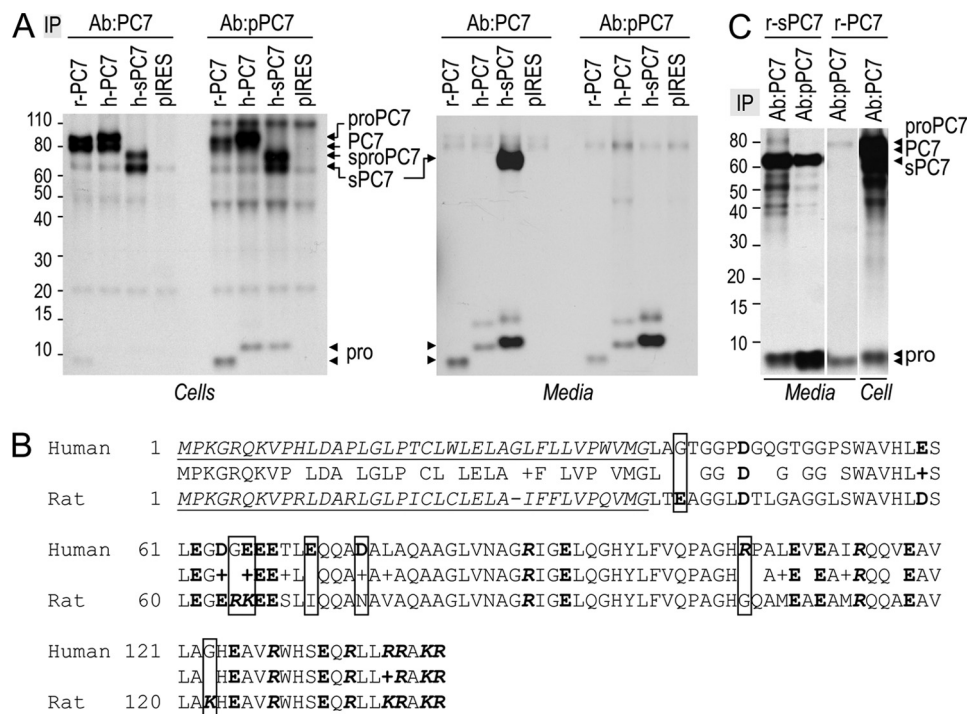 A IP Ab:PC7 Ab:pPC7 Ab:PC7 Ab:pPC7
r-PC7 h-PC7 h-sPC7 pIRES r-PC7 h-PC7 h-sPC7 pIRES r-PC7 h-PC7 h-sPC7 pIRES r-PC7 h-PC7 h-sPC7 pIRES
110
80
60
50
40
30
20
15
10
proPC7
PC7
sproPC7
sPC7
pro
Cells Media
C r-sPC7 r-PC7
IP Ab:PC7 Ab:pPC7 Ab:pPC7 Ab:PC7
80
60
50
40
30
20
10
proPC7
PC7
sPC7
pro
Media Cell
B
Human 1 MPKGRQKVPHLDAPLGLPTCLWLELAGLFLLVPWVMGLAGTGGPDGQGTGGPSWAVHLES
MPKGRQKVP LDA LGLP CL LELA +F LVP VMGL GG D G GG SWAVHL+S
Rat 1 MPKGRQKVPRLDARLGLPICLCLELA-IFFLVPQVMGLTEAGGLDTLGAGGLSWAVHLDS
Human 61 LEGDGEEETLEQQADALAQAAGLVNAGRIGELQGHYLFVQPAGHRPALEVEAIRQQVEAV
LEG+ +EE+L QQA+A+AQAAGLVNAGRIGELQGHYLFVQPAGH A+E EA+RQQ EAV
Rat 60 LEGERKEESLIQQANAVAQAAGLVNAGRIGELQGHYLFVQPAGHGQAMEAEAMRQQAEAV
Human 121 LAGHEAVRWHSEQRLLRRAKR
LA HEAVRWHSEQRLL+RAKR
Rat 120 LAKHEAVRWHSEQRLLKRAKR